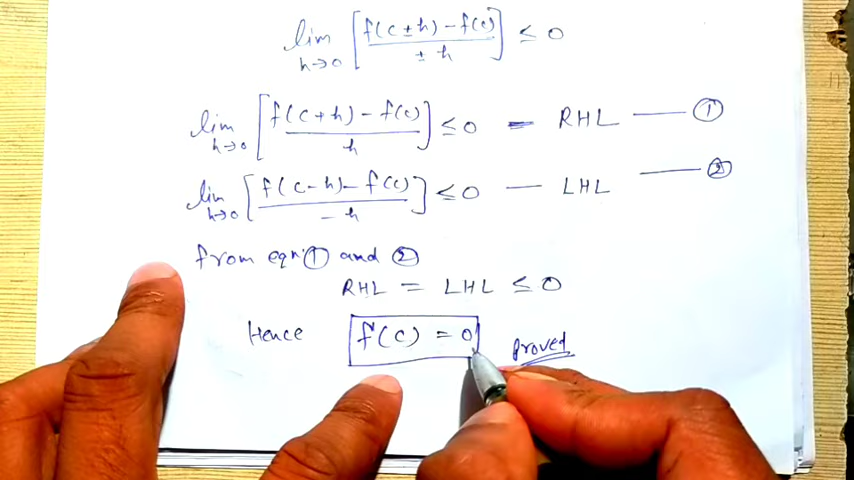 lim h→0 [f(c±h) - f(c) / ±h] ≤ 0
lim h→0 [f(c+h) - f(c) / h] ≤ 0 — RHL — ①
lim h→0 [f(c-h) - f(c) / -h] ≤ 0 — LHL — ②
from eqn ① and ②
RHL = LHL ≤ 0
Hence f'(c) = 0 proved